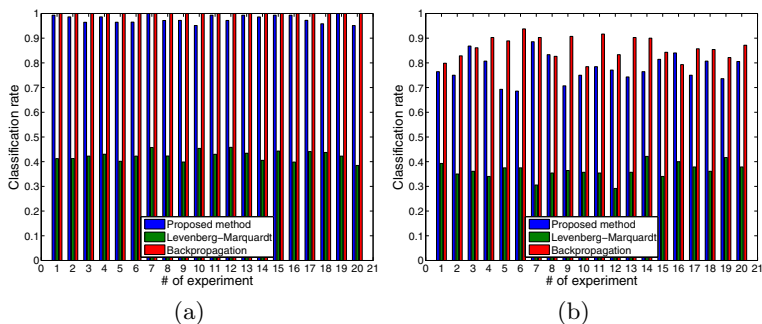 1
0.9
0.8
0.7
0.6
0.5
0.4
0.3
0.2
0.1
0
Classification rate
Proposed method
Levenberg−Marquardt
Backpropagation
0 1 2 3 4 5 6 7 8 9 10 11 12 13 14 15 16 17 18 19 20 21
# of experiment
(a)
1
0.9
0.8
0.7
0.6
0.5
0.4
0.3
0.2
0.1
0
Classification rate
Proposed method
Levenberg−Marquardt
Backpropagation
0 1 2 3 4 5 6 7 8 9 10 11 12 13 14 15 16 17 18 19 20 21
# of experiment
(b)